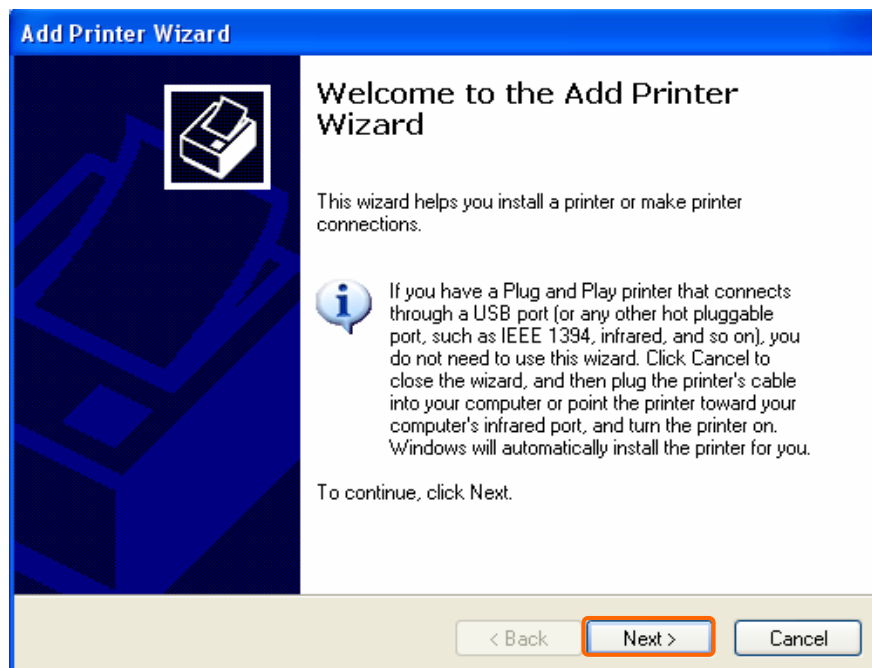 Add Printer Wizard
Welcome to the Add Printer
Wizard
This wizard helps you install a printer or make printer
connections.
If you have a Plug and Play printer that connects
through a USB port (or any other hot pluggable
port, such as IEEE 1394, infrared, and so on), you
do not need to use this wizard. Click Cancel to
close the wizard, and then plug the printer's cable
into your computer or point the printer toward your
computer's infrared port, and turn the printer on.
Windows will automatically install the printer for you.
To continue, click Next.
< Back Next > Cancel